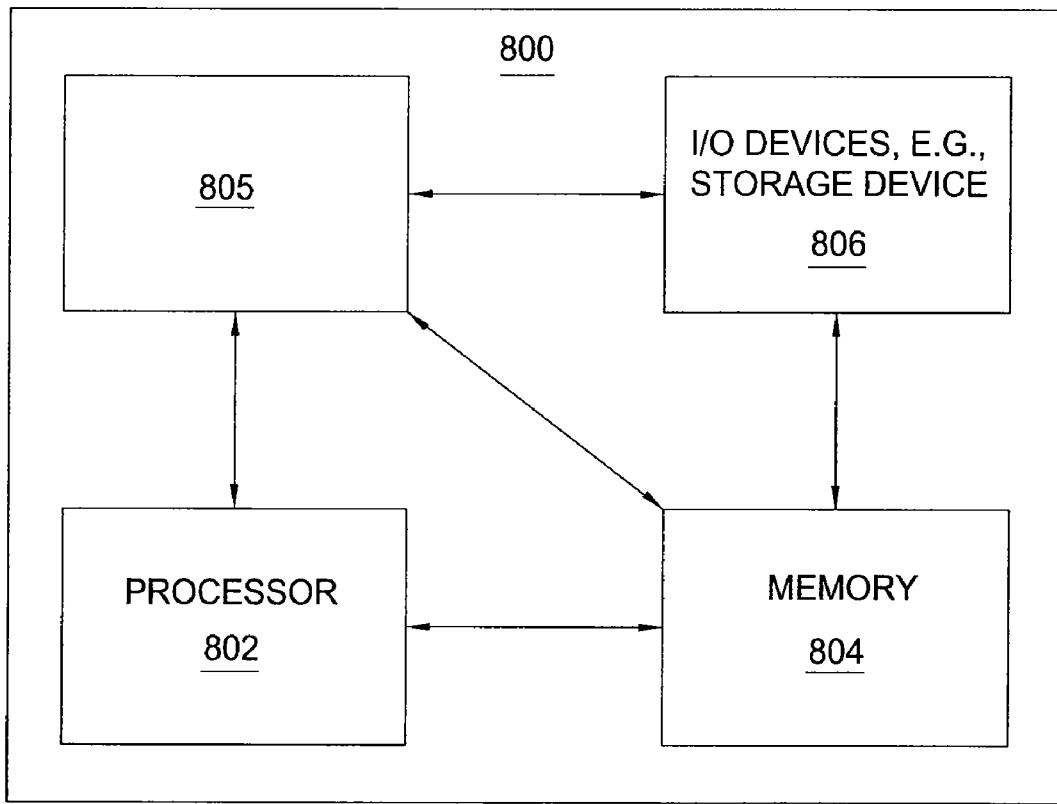 800
805
I/O DEVICES, E.G.,
STORAGE DEVICE
806
PROCESSOR
802
MEMORY
804